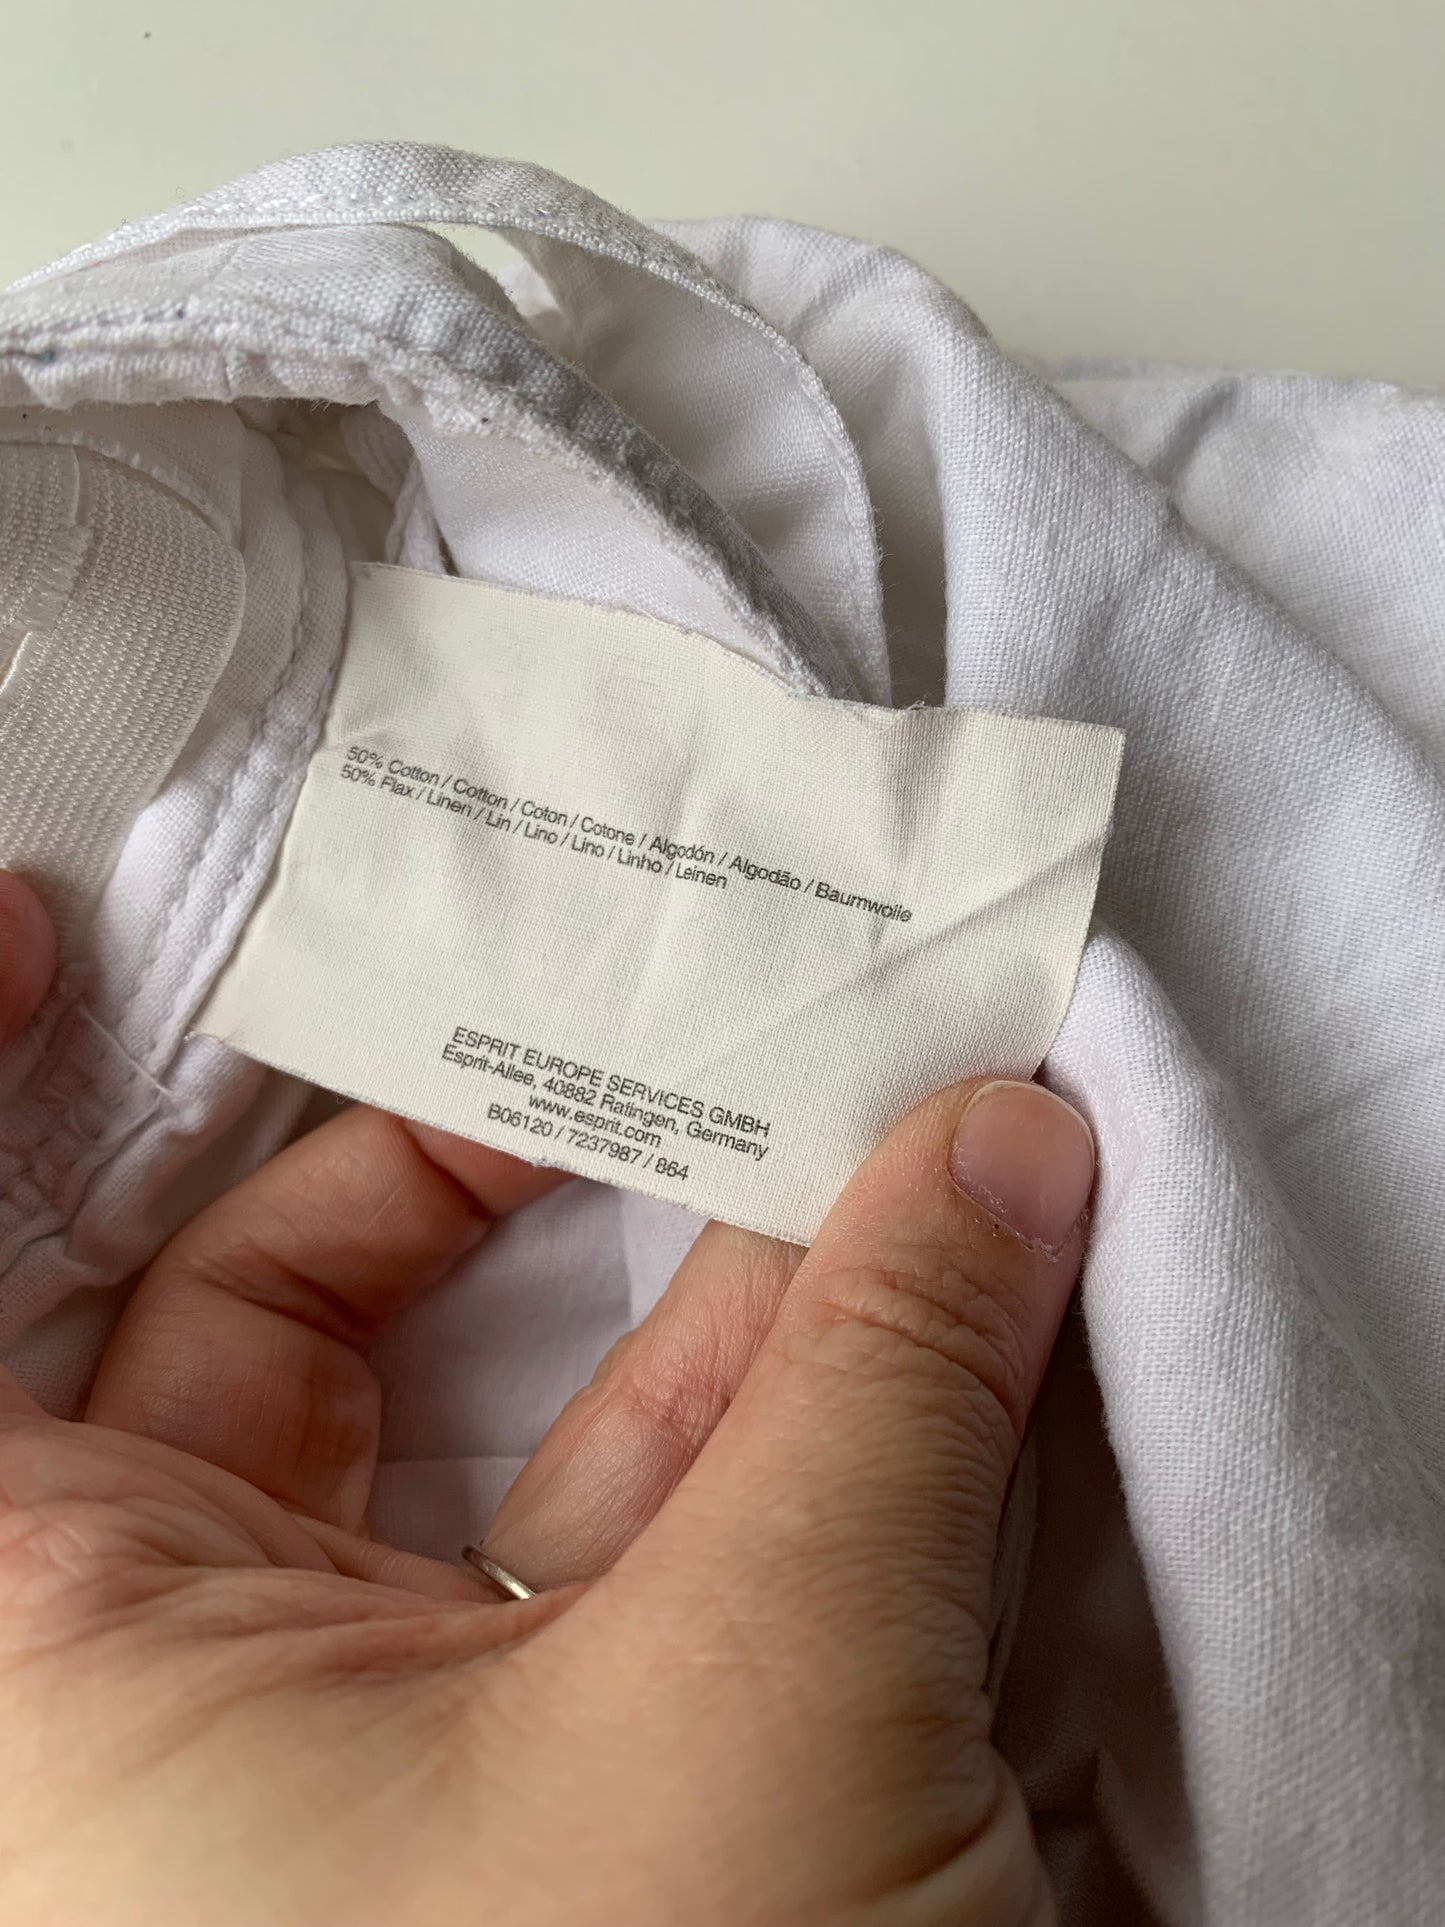 50% Cotton / Cotton / Coton / Cotone / Algodón / Algodão / Baumwolle
50% Flax / Linen / Lin / Lino / Lino / Linho / Leinen
ESPRIT EUROPE SERVICES GMBH
Esprit-Allee, 40882 Ratingen, Germany
www.esprit.com
B06120 / 7237987 / 864